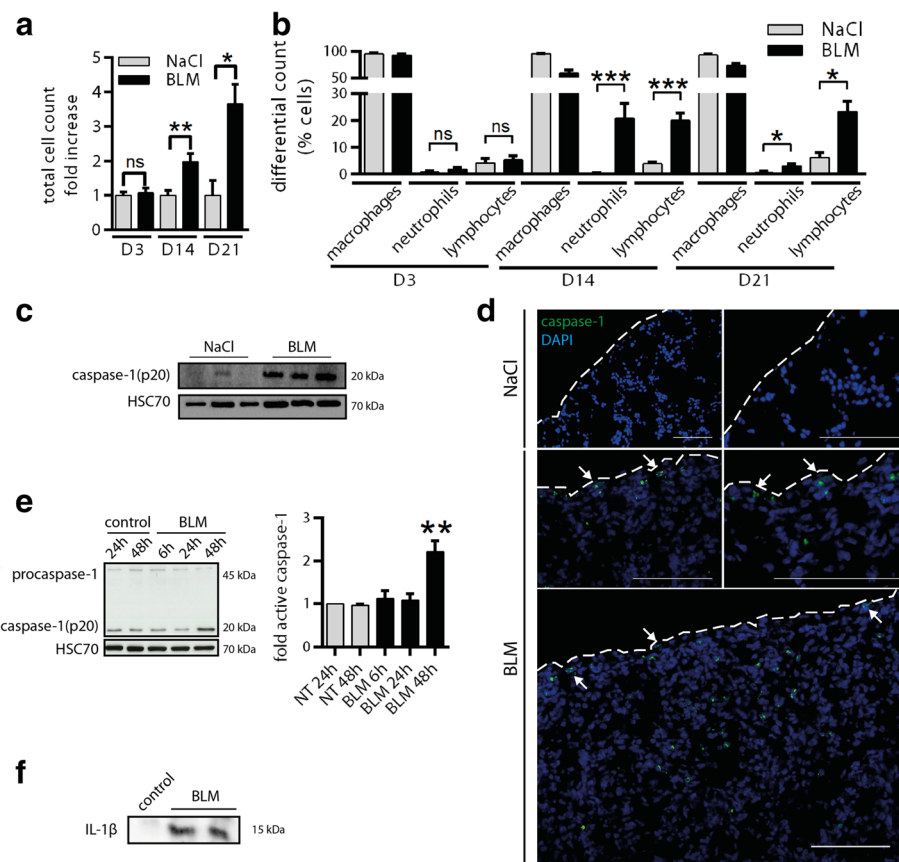 a
total cell count
fold increase
NaCl
BLM
5
4
3
2
1
0
ns
**
*
D3 D14 D21
b
differential count
(% cells)
NaCl
BLM
100
50
30
20
10
0
ns
ns
***
***
*
*
macrophages neutrophils lymphocytes macrophages neutrophils lymphocytes macrophages neutrophils lymphocytes
D3 D14 D21
c
NaCl BLM
caspase-1(p20) 20 kDa
HSC70 70 kDa
d
NaCl
caspase-1
DAPI
BLM
BLM
e
control BLM
24h 48h 6h 24h 48h
procaspase-1 45 kDa
caspase-1(p20) 20 kDa
HSC70 70 kDa
fold active caspase-1
3
2
1
0
**
NT 24h NT 48h BLM 6h BLM 24h BLM 48h
f
control BLM
IL-1β 15 kDa